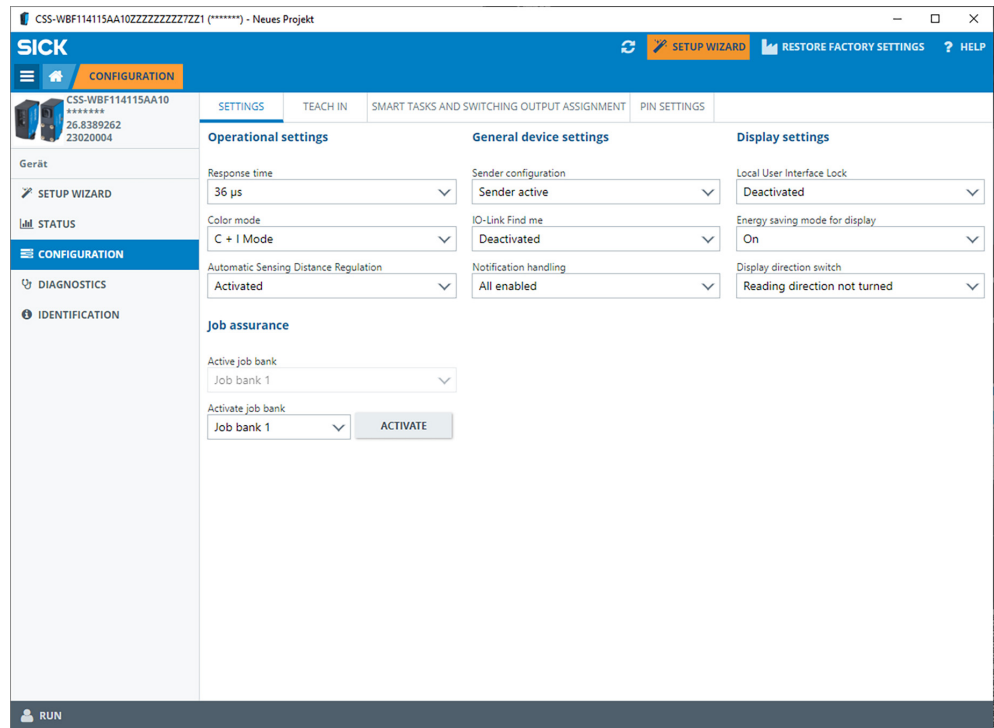 CSS-WBF114115AA10ZZZZZZZZZ7ZZ1 (*******) - Neues Projekt
SICK
SETUP WIZARD
RESTORE FACTORY SETTINGS
? HELP
CONFIGURATION
CSS-WBF114115AA10
*******
26.8389262
23020004
Gerät
SETUP WIZARD
STATUS
CONFIGURATION
DIAGNOSTICS
IDENTIFICATION
SETTINGS
TEACH IN
SMART TASKS AND SWITCHING OUTPUT ASSIGNMENT
PIN SETTINGS
Operational settings
Response time
36 µs
Color mode
C + I Mode
Automatic Sensing Distance Regulation
Activated
Job assurance
Active job bank
Job bank 1
Activate job bank
Job bank 1
ACTIVATE
General device settings
Sender configuration
Sender active
IO-Link Find me
Deactivated
Notification handling
All enabled
Display settings
Local User Interface Lock
Deactivated
Energy saving mode for display
On
Display direction switch
Reading direction not turned
RUN